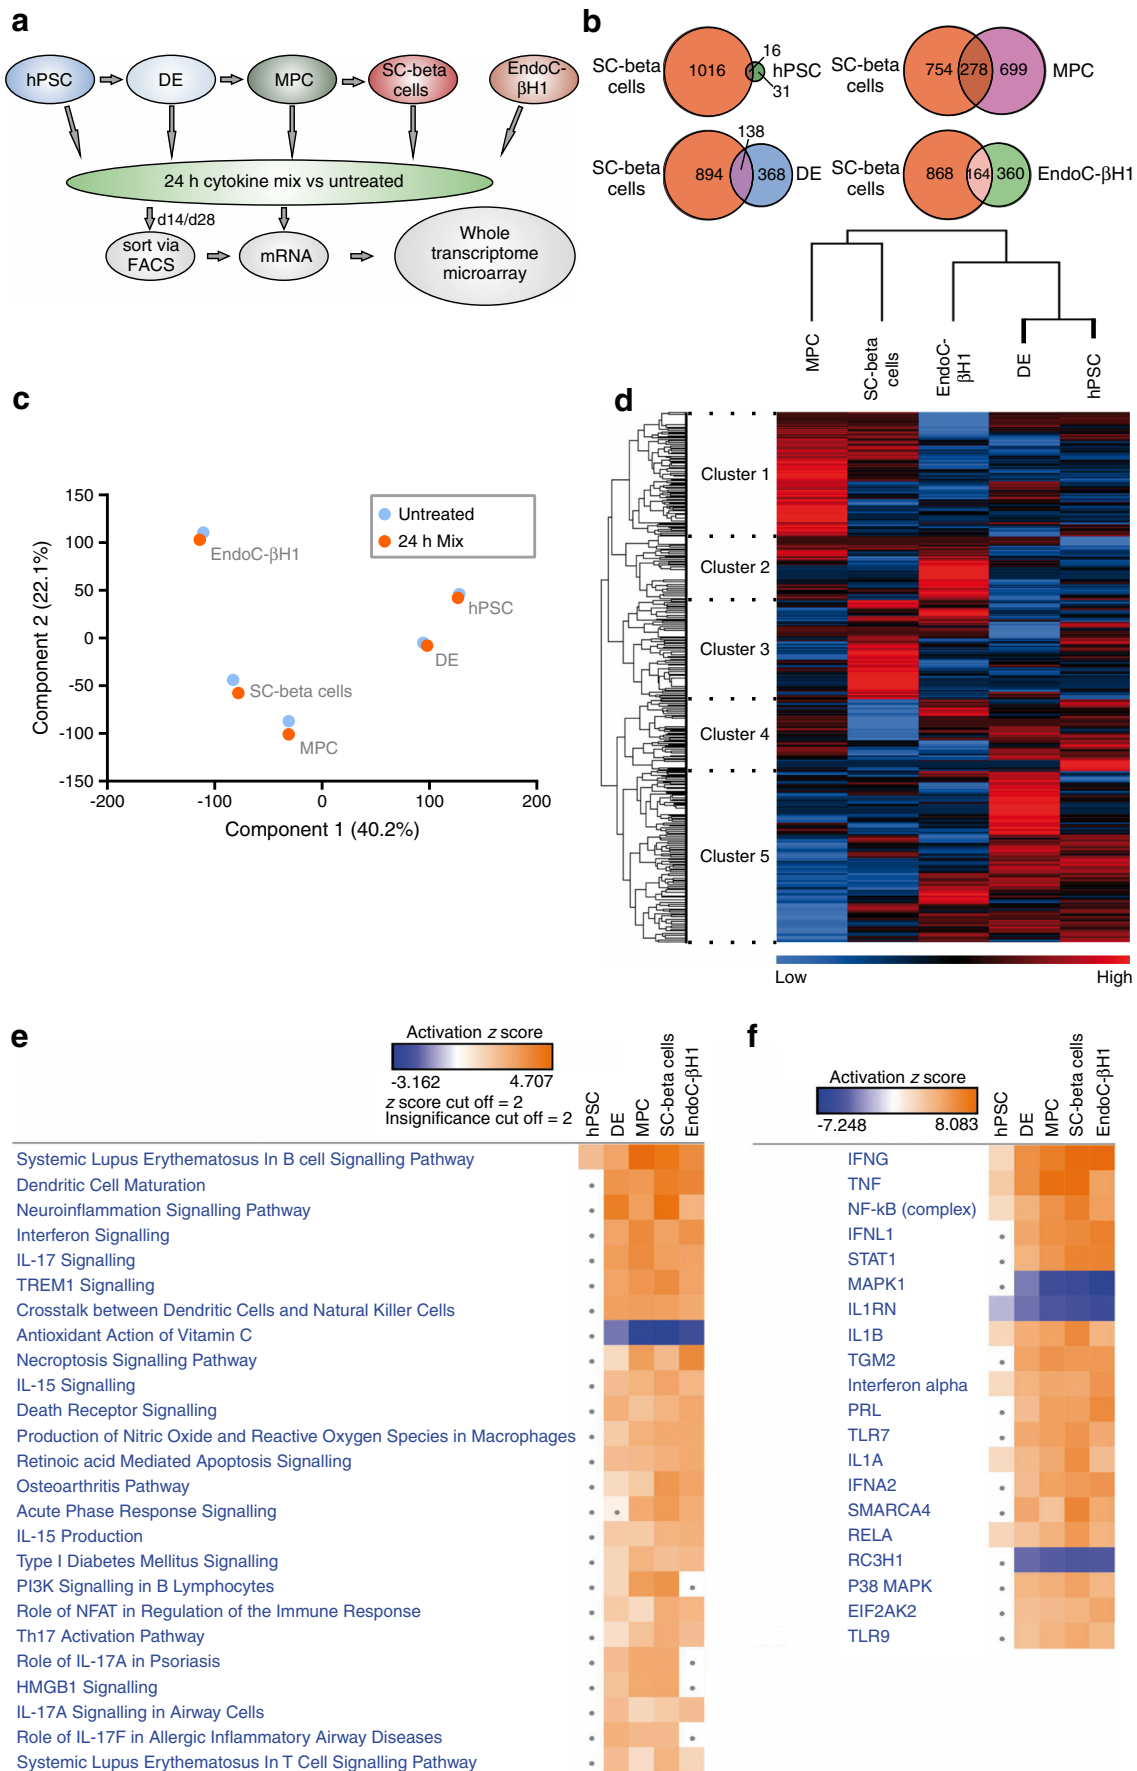 a
hPSC
DE
MPC
SC-beta
cells
EndoC-
βH1
24 h cytokine mix vs untreated
d14/d28
sort via
FACS
mRNA
Whole
transcriptome
microarray
b
SC-beta
cells
1016
16
hPSC
31
SC-beta
cells
754
278
699
MPC
SC-beta
cells
894
138
368
DE
SC-beta
cells
868
164
360
EndoC-βH1
c
150
100
50
0
-50
-100
-150
-200
-100
0
100
200
Component 2 (22.1%)
Component 1 (40.2%)
Untreated
24 h Mix
EndoC-βH1
hPSC
DE
SC-beta cells
MPC
d
MPC
SC-beta
cells
EndoC-
βH1
DE
hPSC
Cluster 1
Cluster 2
Cluster 3
Cluster 4
Cluster 5
Low
High
e
Activation z score
-3.162
4.707
z score cut off = 2
Insignificance cut off = 2
hPSC
DE
MPC
SC-beta cells
EndoC-βH1
Systemic Lupus Erythematosus In B cell Signalling Pathway
Dendritic Cell Maturation
Neuroinflammation Signalling Pathway
Interferon Signalling
IL-17 Signalling
TREM1 Signalling
Crosstalk between Dendritic Cells and Natural Killer Cells
Antioxidant Action of Vitamin C
Necroptosis Signalling Pathway
IL-15 Signalling
Death Receptor Signalling
Production of Nitric Oxide and Reactive Oxygen Species in Macrophages
Retinoic acid Mediated Apoptosis Signalling
Osteoarthritis Pathway
Acute Phase Response Signalling
IL-15 Production
Type I Diabetes Mellitus Signalling
PI3K Signalling in B Lymphocytes
Role of NFAT in Regulation of the Immune Response
Th17 Activation Pathway
Role of IL-17A in Psoriasis
HMGB1 Signalling
IL-17A Signalling in Airway Cells
Role of IL-17F in Allergic Inflammatory Airway Diseases
Systemic Lupus Erythematosus In T Cell Signalling Pathway
f
Activation z score
-7.248
8.083
hPSC
DE
MPC
SC-beta cells
EndoC-βH1
IFNG
TNF
NF-kB (complex)
IFNL1
STAT1
MAPK1
IL1RN
IL1B
TGM2
Interferon alpha
PRL
TLR7
IL1A
IFNA2
SMARCA4
RELA
RC3H1
P38 MAPK
EIF2AK2
TLR9